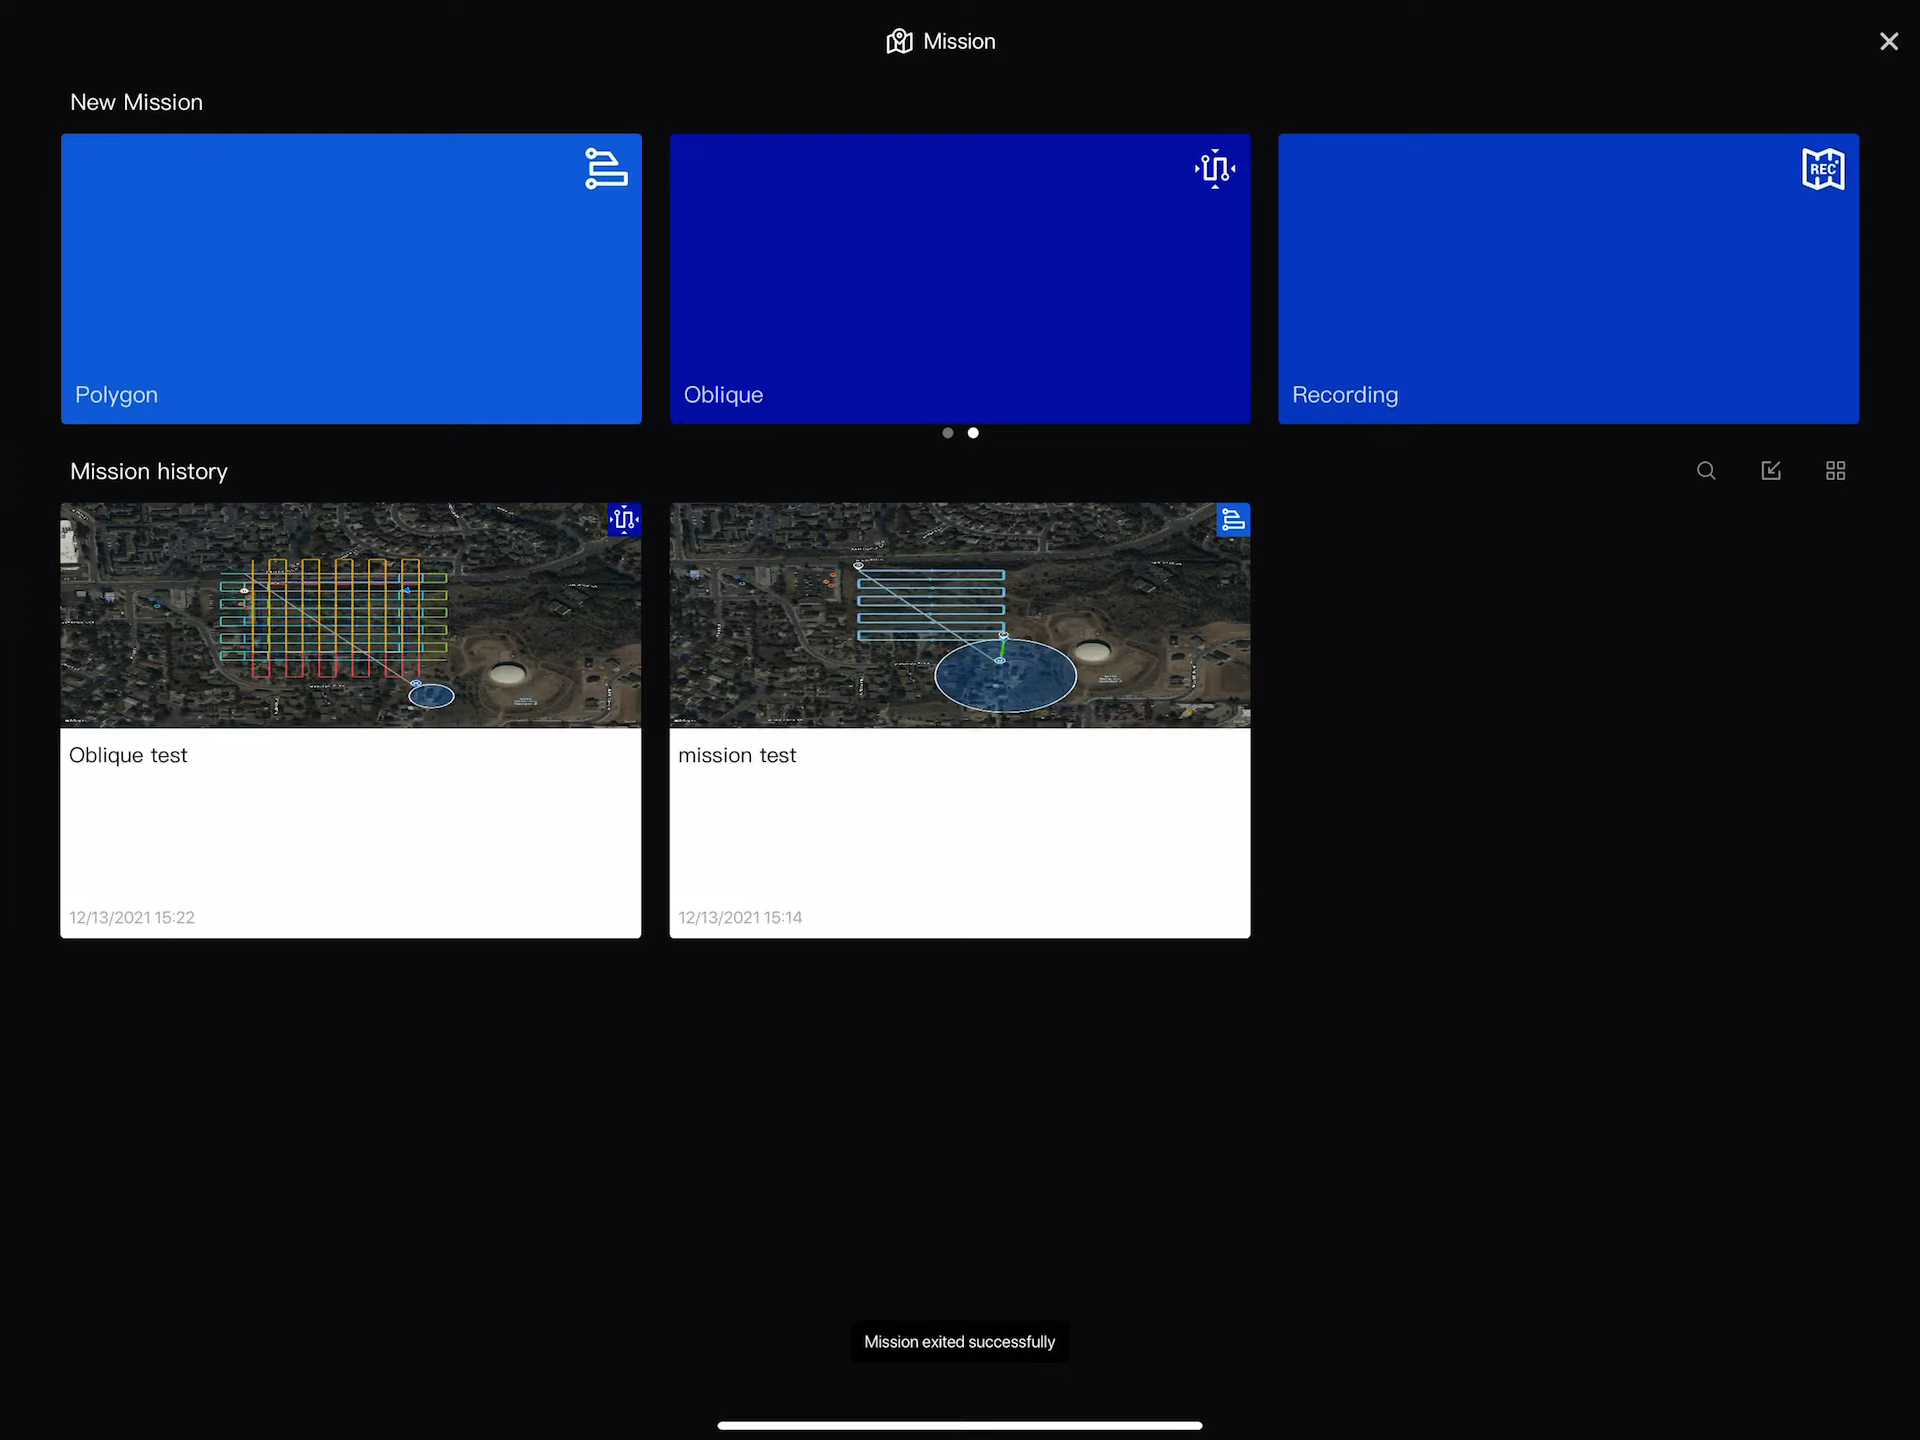 Mission
New Mission
Polygon
Oblique
REC
Recording
Mission history
Oblique test
12/13/2021 15:22
mission test
12/13/2021 15:14
Mission exited successfully